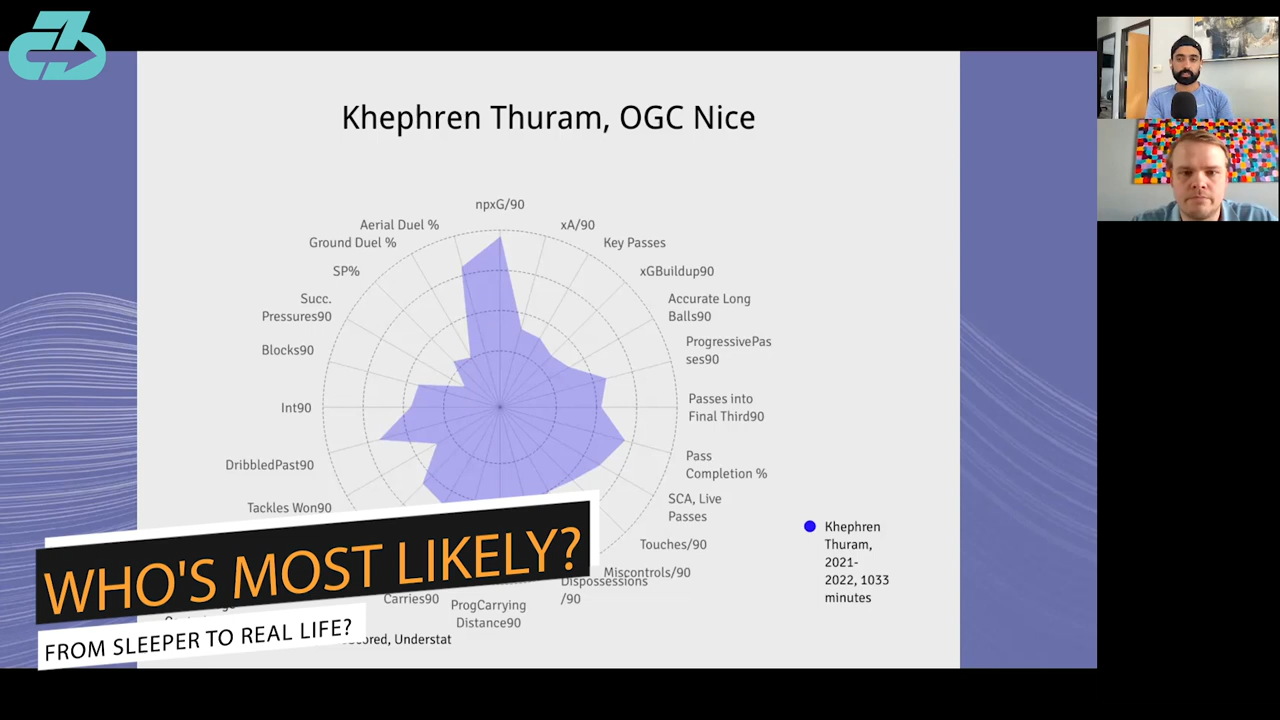 Khephren Thuram, OGC Nice
npxG/90
Aerial Duel %
xA/90
Ground Duel %
Key Passes
SP%
xGBuildup90
Succ.
Pressures90
Accurate Long
Balls90
Blocks90
ProgressivePas
ses90
Int90
Passes into
Final Third90
DribbledPast90
Pass
Completion %
Tackles Won90
SCA, Live
Passes
Touches/90
Miscontrols/90
Dispossessions
/90
Carries90
ProgCarrying
Distance90
Understat
Khephren
Thuram,
2021-
2022, 1033
minutes
WHO'S MOST LIKELY?
FROM SLEEPER TO REAL LIFE?